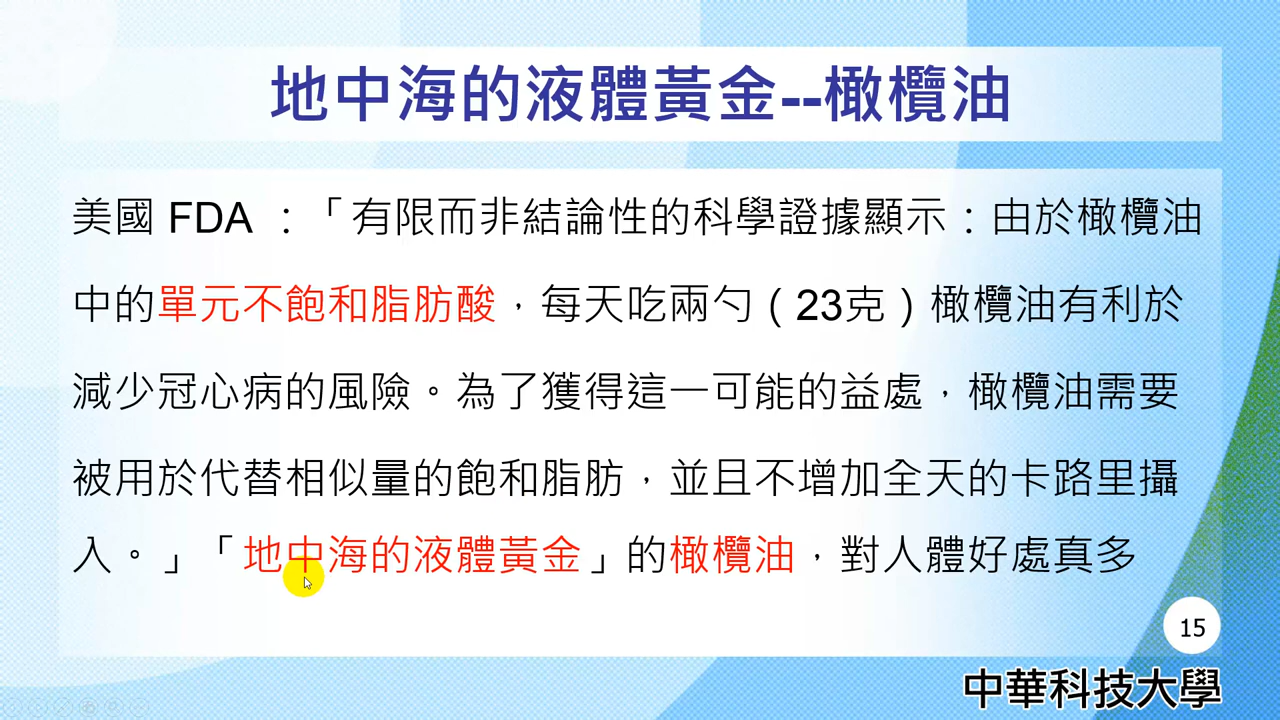 地中海的液體黃金--橄欖油
美國 FDA ：「有限而非結論性的科學證據顯示：由於橄欖油
中的單元不飽和脂肪酸，每天吃兩勺（23克）橄欖油有利於
減少冠心病的風險。為了獲得這一可能的益處，橄欖油需要
被用於代替相似量的飽和脂肪，並且不增加全天的卡路里攝
入。」「地中海的液體黃金」的橄欖油，對人體好處真多
15
中華科技大學